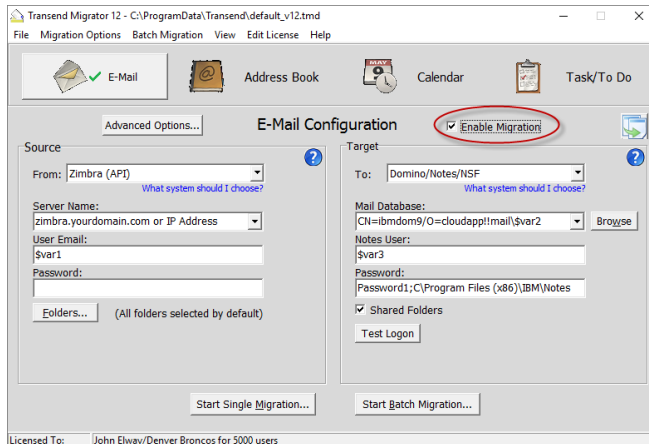 Transend Migrator 12 - C:\ProgramData\Transend\default_v12.tmd
File Migration Options Batch Migration View Edit License Help
E-Mail Address Book MAY Calendar Task/To Do
Advanced Options... E-Mail Configuration Enable Migration
Source Target
From: Zimbra (API) To: Domino/Notes/NSF
What system should I choose? What system should I choose?
Server Name: Mail Database:
zimbra.yourdomain.com or IP Address CN=ibmdom9/O=cloudapp!!mail\$var2 Browse
User Email: Notes User:
$var1 $var3
Password: Password:
Password1;C\Program Files (x86)\IBM\Notes
Folders... (All folders selected by default) Shared Folders
Test Logon
Start Single Migration... Start Batch Migration...
Licensed To: John Elway/Denver Broncos for 5000 users